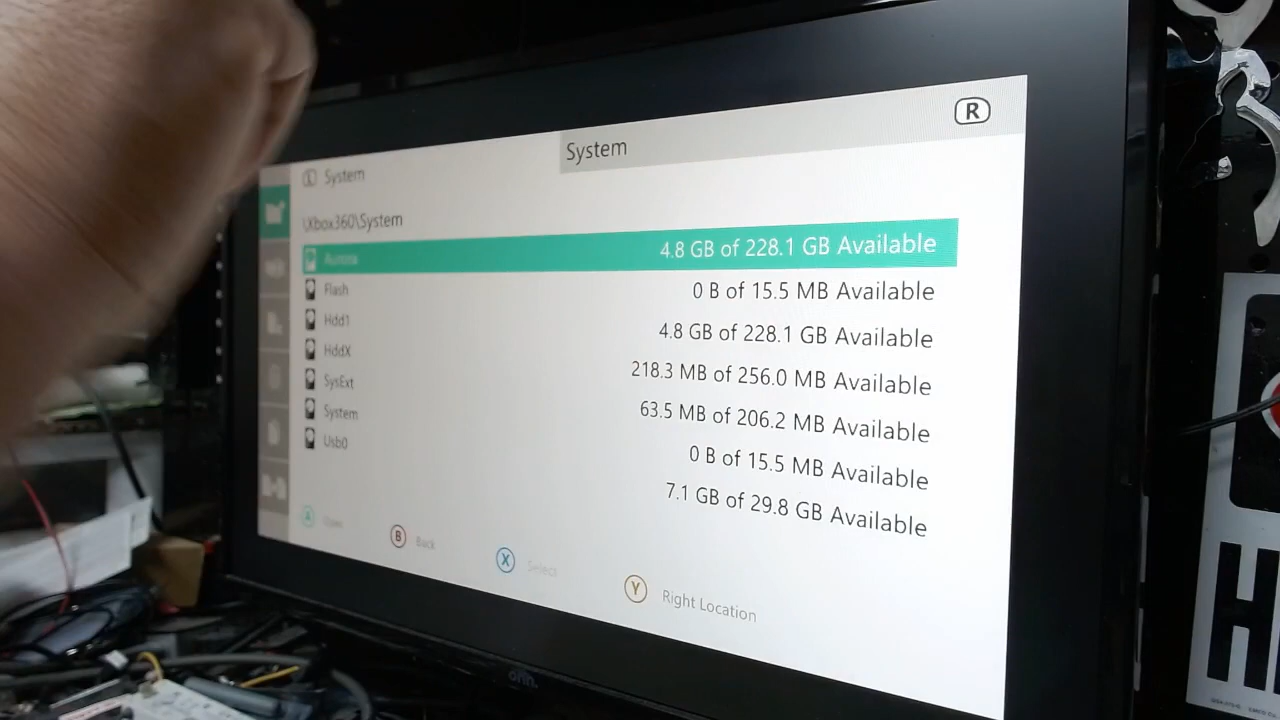 R
System
L System
\Xbox360\System
Aurora 4.8 GB of 228.1 GB Available
Flash 0 B of 15.5 MB Available
Hdd1 4.8 GB of 228.1 GB Available
HddX 218.3 MB of 256.0 MB Available
SysExt 63.5 MB of 206.2 MB Available
System 0 B of 15.5 MB Available
Usb0 7.1 GB of 29.8 GB Available
A Open
B Back
X Select
Y Right Location
onn.